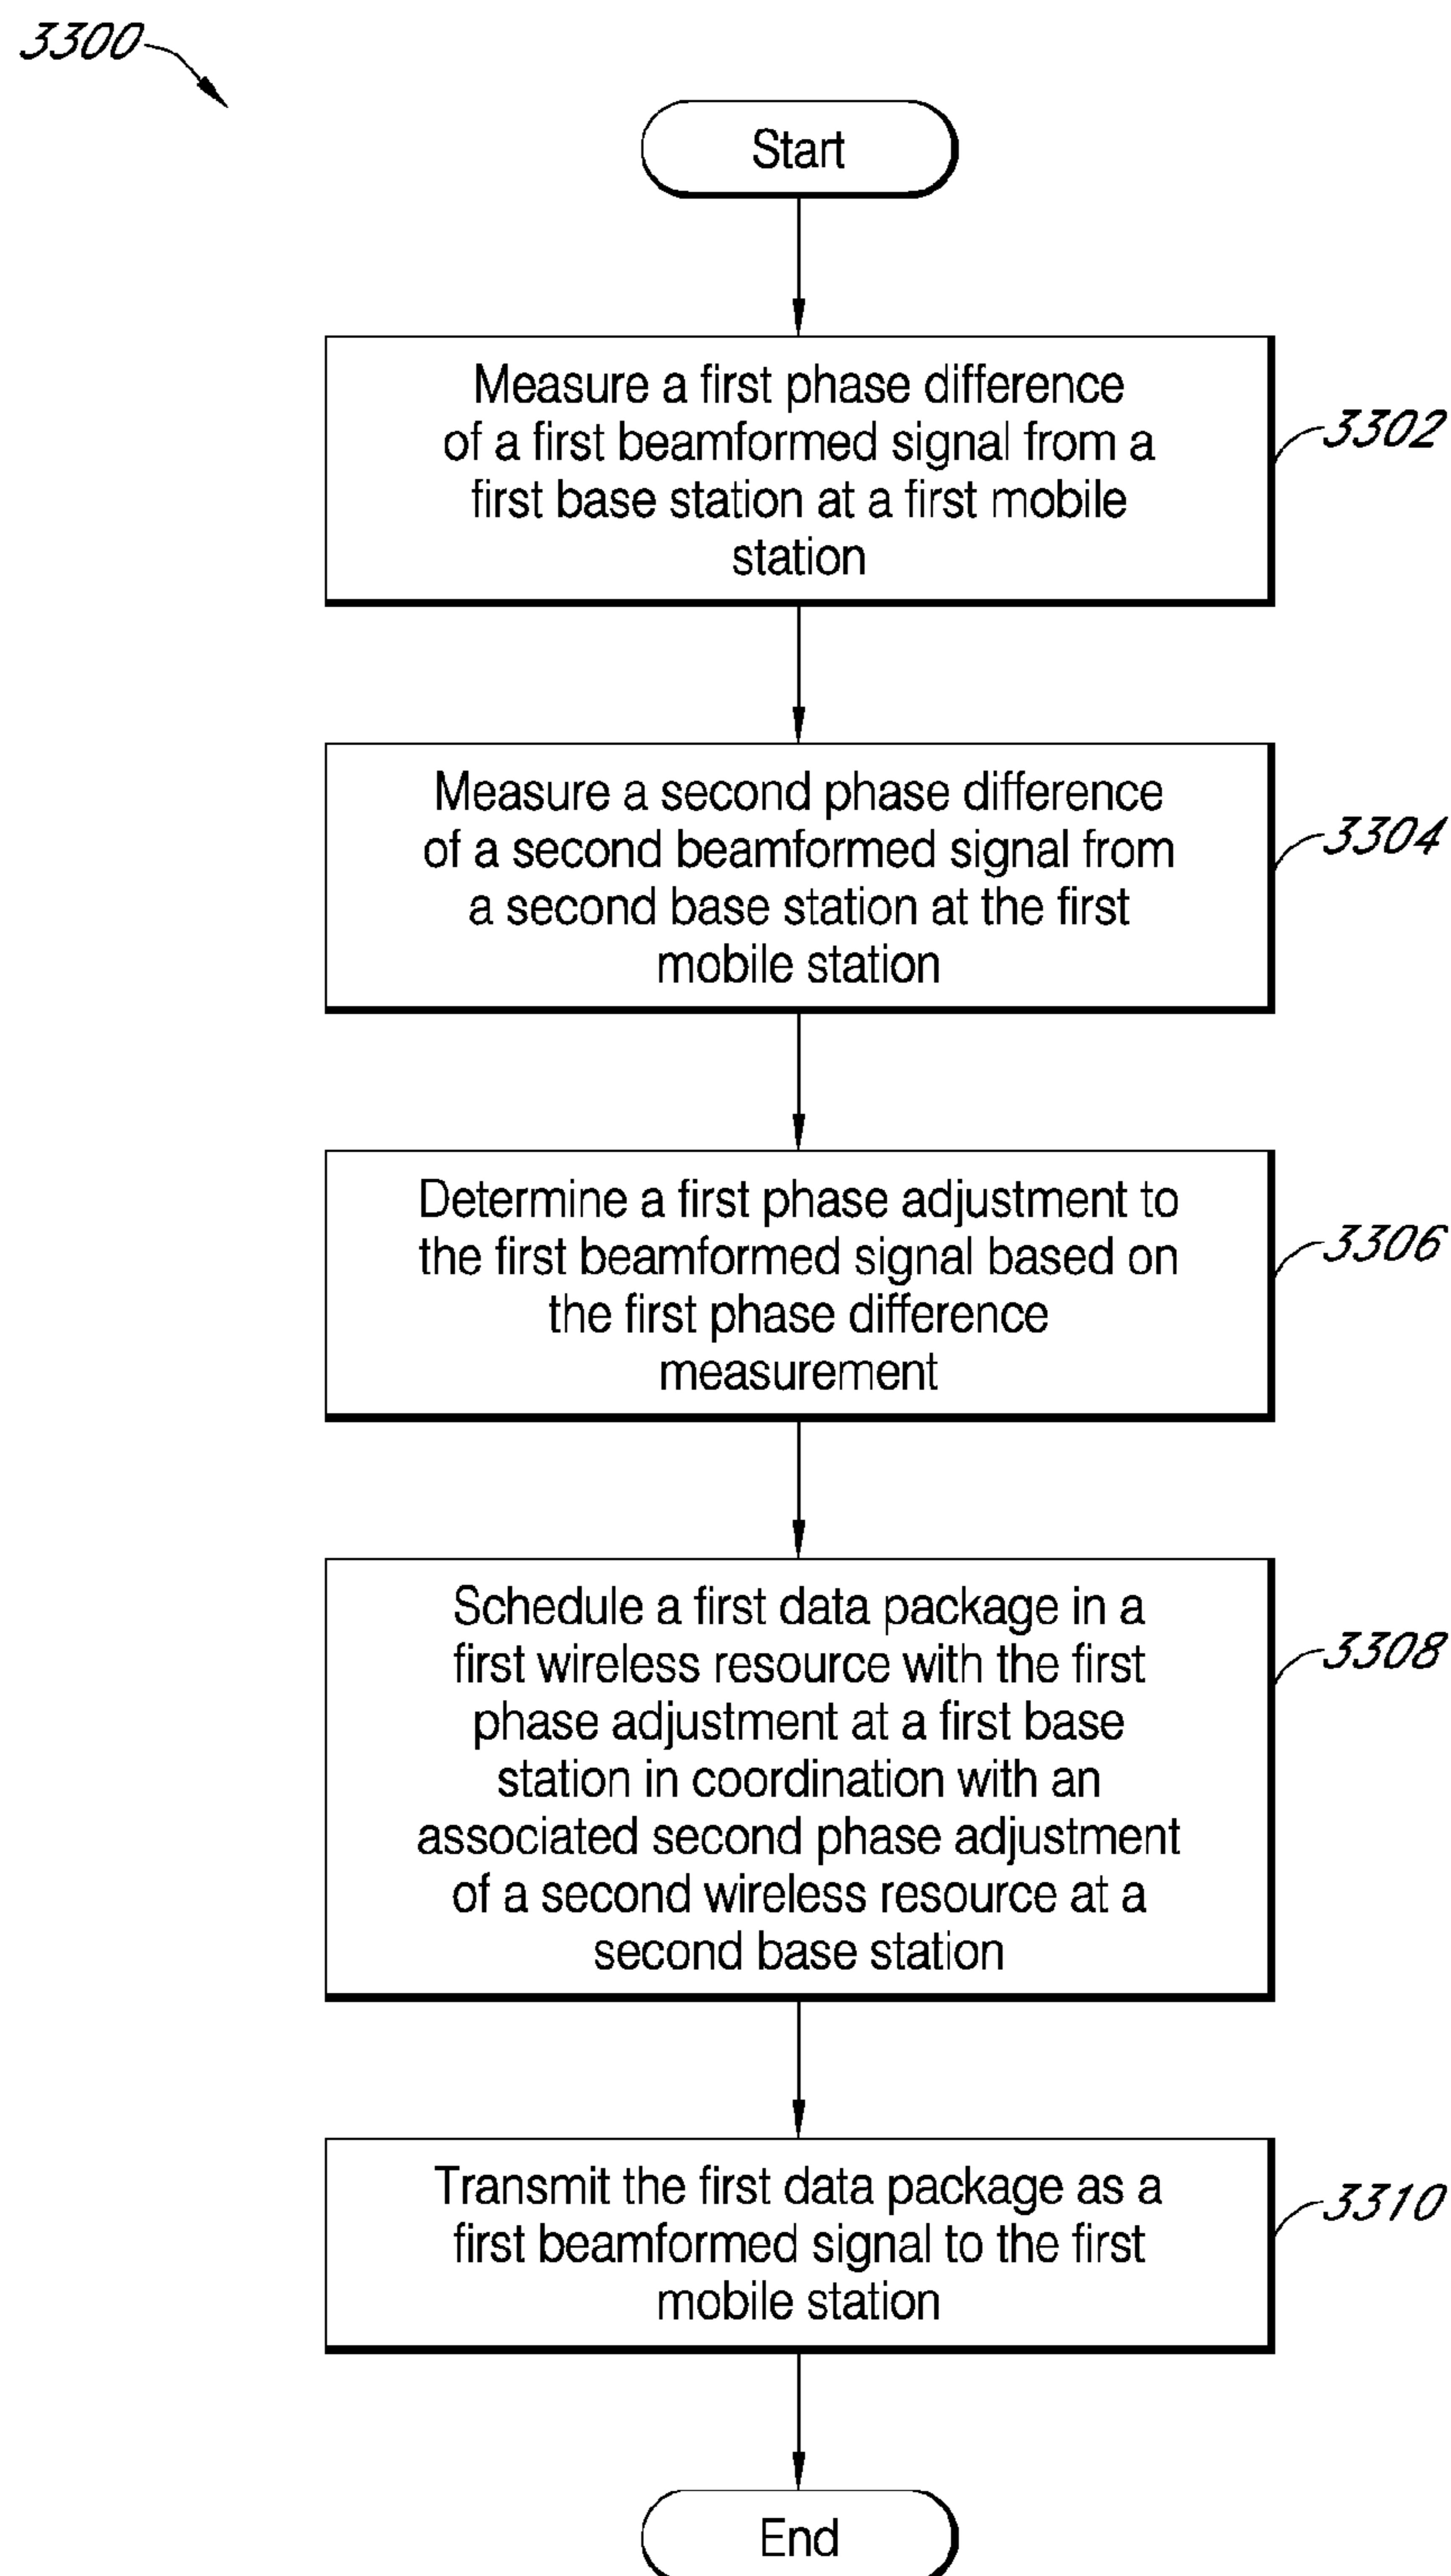 3300
Start
Measure a first phase difference
of a first beamformed signal from a
first base station at a first mobile
station
3302
Measure a second phase difference
of a second beamformed signal from
a second base station at the first
mobile station
3304
Determine a first phase adjustment to
the first beamformed signal based on
the first phase difference
measurement
3306
Schedule a first data package in a
first wireless resource with the first
phase adjustment at a first base
station in coordination with an
associated second phase adjustment
of a second wireless resource at a
second base station
3308
Transmit the first data package as a
first beamformed signal to the first
mobile station
3310
End